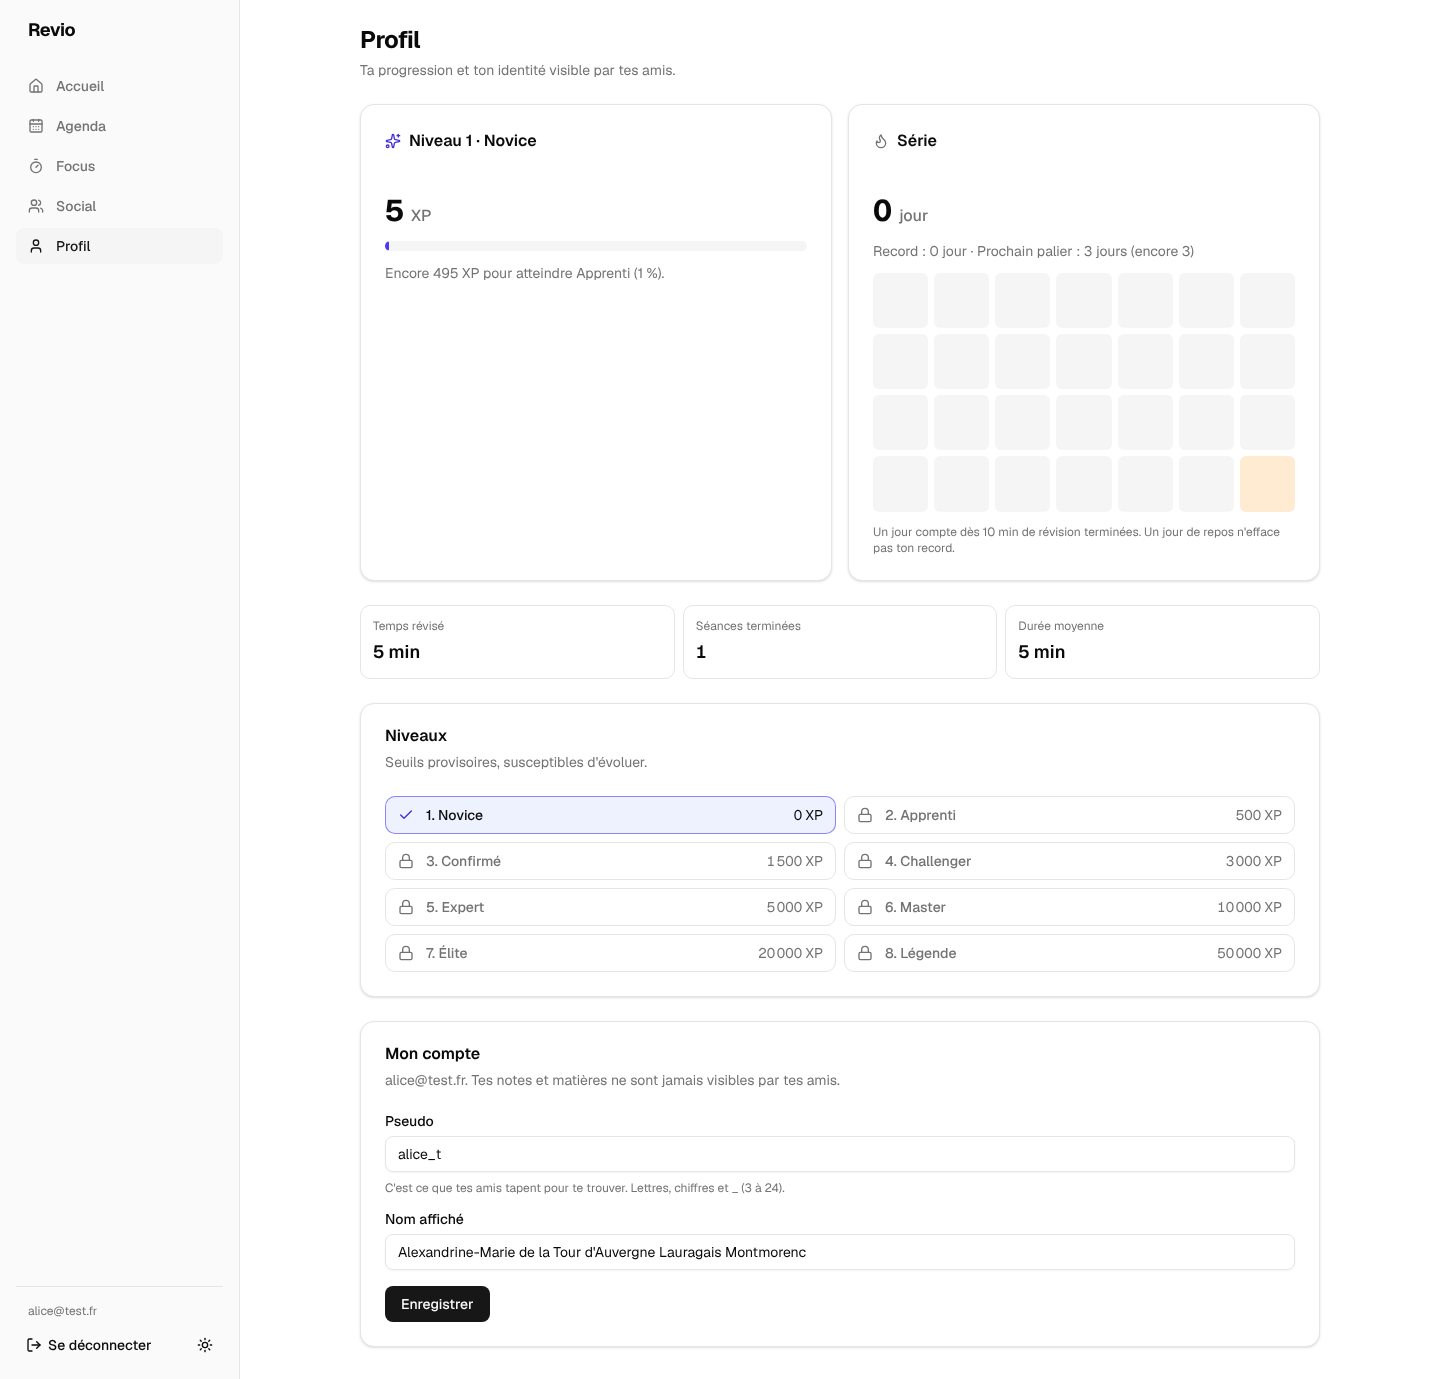 Revio
Accueil
Agenda
Focus
Social
Profil
alice@test.fr
Se déconnecter
Profil
Ta progression et ton identité visible par tes amis.
Niveau 1 · Novice
5 XP
Encore 495 XP pour atteindre Apprenti (1 %).
Série
0 jour
Record : 0 jour · Prochain palier : 3 jours (encore 3)
Un jour compte dès 10 min de révision terminées. Un jour de repos n'efface
pas ton record.
Temps révisé
5 min
Séances terminées
1
Durée moyenne
5 min
Niveaux
Seuils provisoires, susceptibles d'évoluer.
1. Novice 0 XP
2. Apprenti 500 XP
3. Confirmé 1 500 XP
4. Challenger 3 000 XP
5. Expert 5 000 XP
6. Master 10 000 XP
7. Élite 20 000 XP
8. Légende 50 000 XP
Mon compte
alice@test.fr. Tes notes et matières ne sont jamais visibles par tes amis.
Pseudo
alice_t
C'est ce que tes amis tapent pour te trouver. Lettres, chiffres et _ (3 à 24).
Nom affiché
Alexandrine-Marie de la Tour d'Auvergne Lauragais Montmorenc
Enregistrer